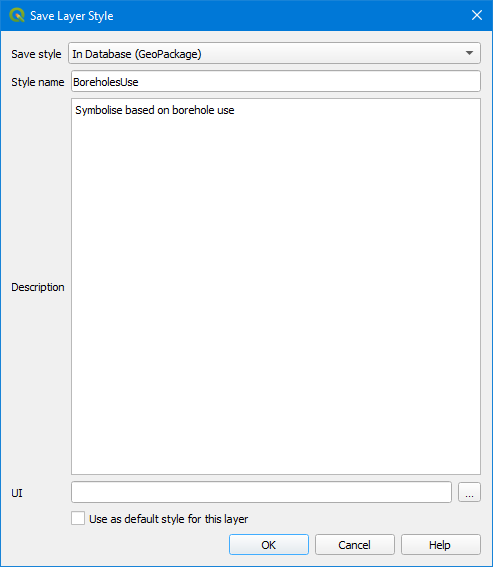 Save Layer Style
Save style In Database (GeoPackage)
Style name BoreholesUse
Symbolise based on borehole use
Description
UI ...
Use as default style for this layer
OK Cancel Help